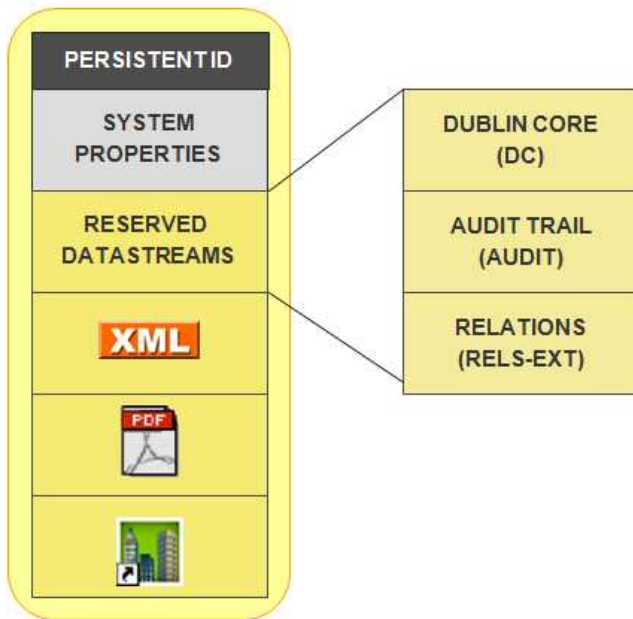 PERSISTENT ID
SYSTEM
PROPERTIES
RESERVED
DATASTREAMS
XML
PDF
DUBLIN CORE
(DC)
AUDIT TRAIL
(AUDIT)
RELATIONS
(RELS-EXT)